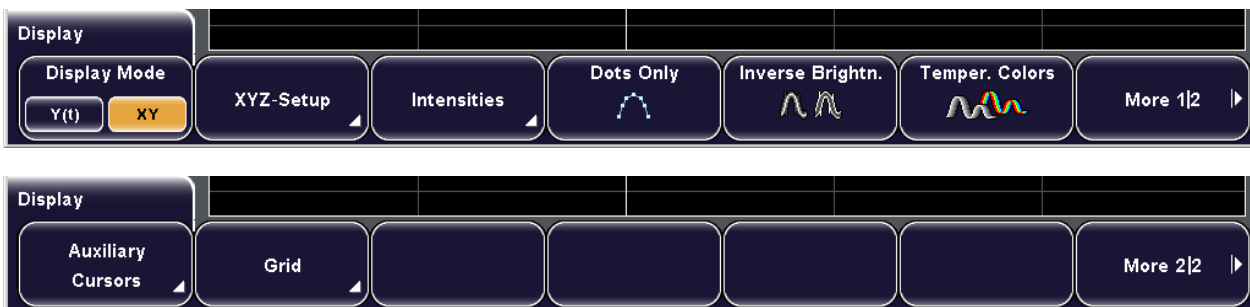 Display
Display Mode
Y(t)
XY
XYZ-Setup
Intensities
Dots Only
Inverse Brightn.
Temper. Colors
More 1|2
Display
Auxiliary
Cursors
Grid
More 2|2